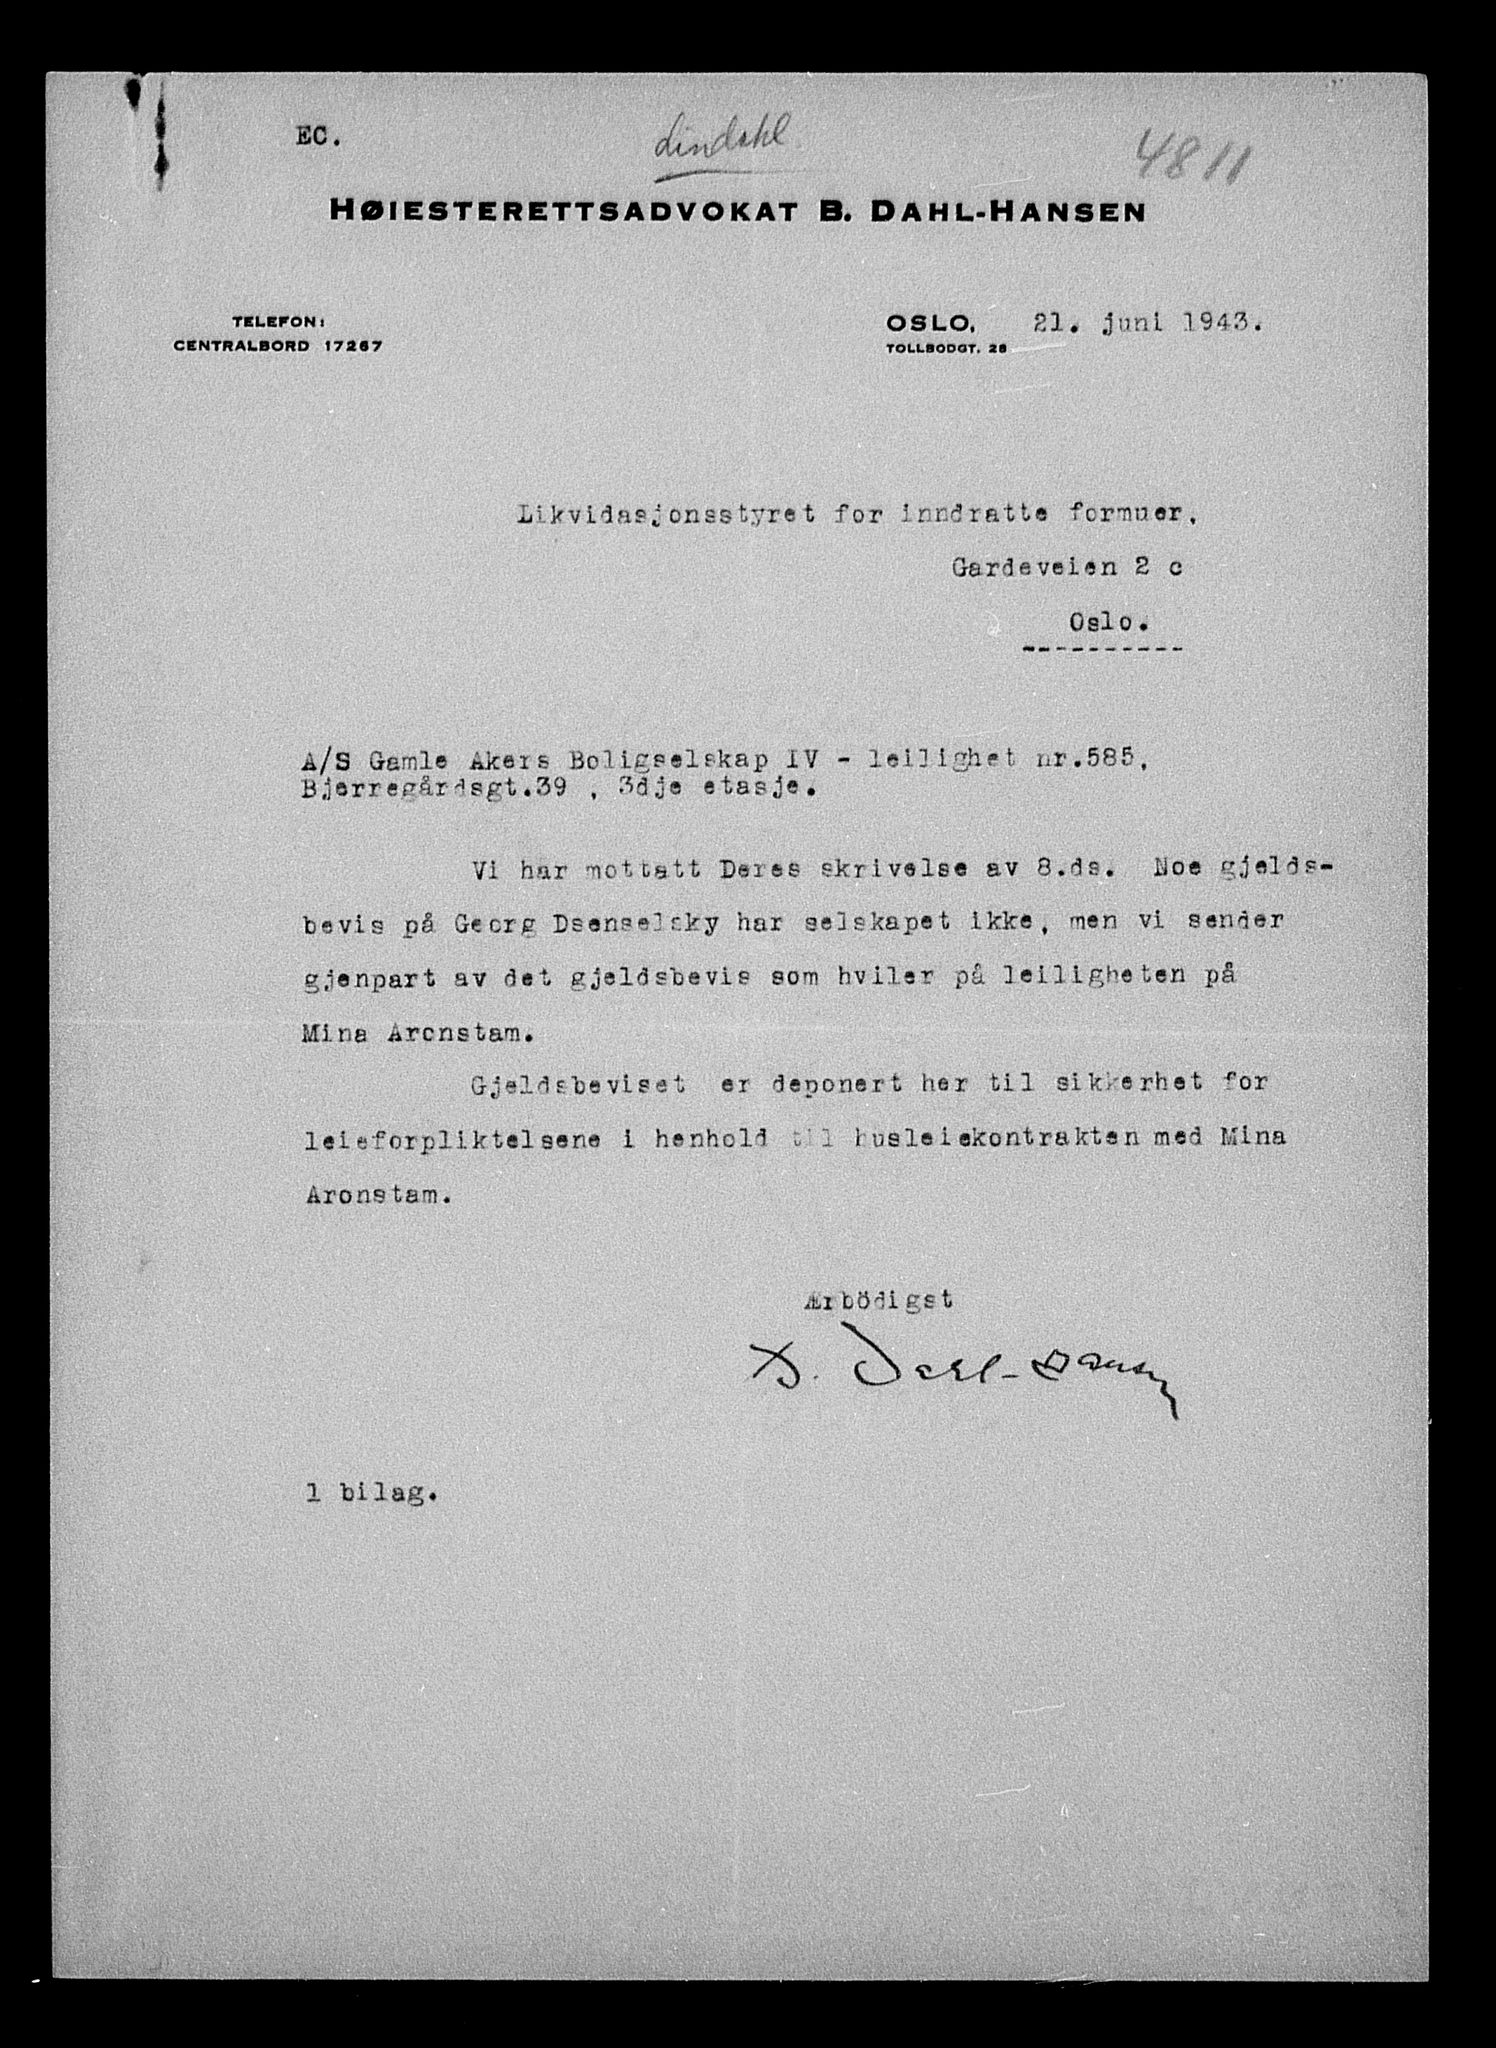 EC.
Lindahl
4811
HØIESTERETTSADVOKAT B. DAHL-HANSEN
TELEFON:
CENTRALBORD 17267
OSLO, 21. juni 1943.
TOLLBODGT. 28
Likvidasjonsstyret for inndratte formuer,
Gardeveien 2 c
Oslo.
----------
A/S Gamle Akers Boligselskap IV - leilighet nr.585,
Bjerregårdsgt.39 , 3dje etasje.
Vi har mottatt Deres skrivelse av 8.ds. Noe gjelds-
bevis på Georg Dsenselsky har selskapet ikke, men vi sender
gjenpart av det gjeldsbevis som hviler på leiligheten på
Mina Aronstam.
Gjeldsbeviset er deponert her til sikkerhet for
leieforpliktelsene i henhold til husleiekontrakten med Mina
Aronstam.
Ærbödigst
B. Dahl-Hansen
1 bilag.